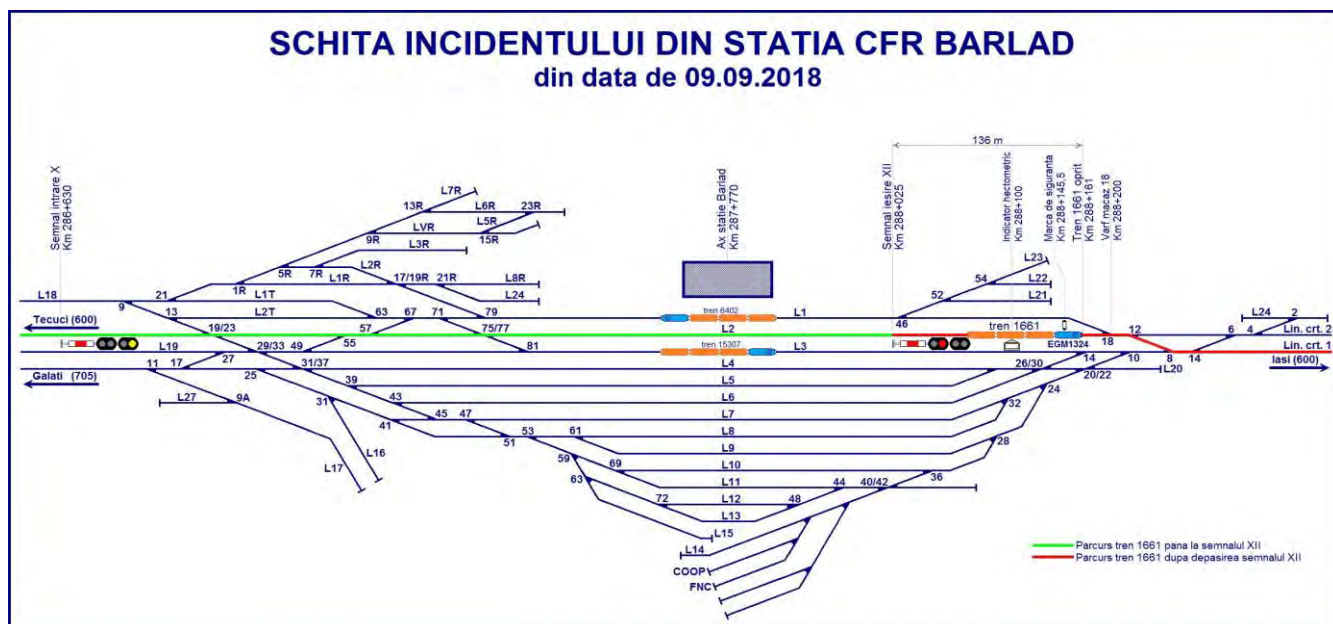 SCHITA INCIDENTULUI DIN STATIA CFR BARLAD
din data de 09.09.2018
136 m
Semnal intrare X
Km 286+630
Ax statie Barlad
Km 287+770
Semnal iesire XII
Km 288+025
Indicator hectometric
Km 288+100
Marca de siguranta
Km 288+145,5
Tren 1661 oprit
Km 288+161
Varf macaz 18
Km 288+200
L7R
13R L6R 23R
L5R
9R LVR 15R
L3R
5R 7R L2R
1R L1R 17/19R 21R L8R
L24
L23
54 L22
52 L21
L18 9 21 L1T
13 L2T 63 67 71 79 tren 6402 L1 46
L24 2
Tecuci (600) 19/23 57 75/77 L2 tren 1661 18 12 6 4 Lin. crt. 2
55
EGM1324
L19 27 29/33 49 81 tren 15307 L3 14 10 8 14 Lin. crt. 1
Galati (705) 11 17 25 31/37 L4 26/30 20/22 L20 Iasi (600)
39 L5 24
L27 9A 31 43 L6 32
41 45 47 L7
51 53 61 L8 28
L17 L16 L9
59 69 L10 36
63 L11 44 40/42
72 L12 48
L13
L15
L14
COOP
FNC
Parcurs tren 1661 pana la semnalul XII
Parcurs tren 1661 dupa depasirea semnalului XII